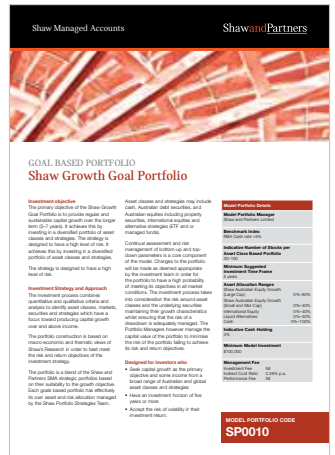 Shaw Managed Accounts
ShawandPartners
GOAL BASED PORTFOLIO
Shaw Growth Goal Portfolio
Investment objective
The primary objective of the Shaw Growth
Goal Portfolio is to provide regular and
sustainable capital growth over the longer
term (5–7 years). It achieves this by
investing in a diversified portfolio of asset
classes and strategies. The strategy is
designed to have a high level of risk. It
achieves this by investing in a diversified
portfolio of asset classes and strategies.
The strategy is designed to have a high
level of risk.
Investment Strategy and Approach
The investment process combines
quantitative and qualitative criteria and
analysis to identify asset classes, markets,
securities and strategies which have a
focus toward producing capital growth
over and above income.
The portfolio construction is based on
macro-economic and thematic views of
Shaw's Research in order to best meet
the risk and return objectives of the
investment strategy.
The portfolio is a blend of the Shaw and
Partners SMA strategic portfolios based
on their suitability to the growth objective.
Each goals based portfolio has effectively
its own asset and risk allocation managed
by the Shaw Portfolio Strategies Team.
Asset classes and strategies may include
cash, Australian debt securities, and
Australian equities including property
securities, international equities and
alternative strategies (ETF and or
managed funds).
Continual assessment and risk
management of bottom-up and top-
down parameters is a core component
of the model. Changes to the portfolio
will be made as deemed appropriate
by the investment team in order for
the portfolio to have a high probability of
meeting its objectives in all market
conditions. The investment process takes
into consideration the risk around asset
classes and the underlying securities
maintaining their growth characteristics
whilst ensuring that the risk of a
drawdown is adequately managed. The
Portfolio Managers however manage the
capital value of the portfolio to minimise
the risk of the portfolio failing to achieve
its risk and return objectives.
Designed for investors who
• Seek capital growth as the primary
objective and some income from a
broad range of Australian and global
asset classes and strategies
• Have an investment horizon of five
years or more
• Accept the risk of volatility in their
investment return.
Model Portfolio Details
Model Portfolio Manager
Shaw and Partners Limited
Benchmark Index
RBA Cash rate +4%
Indicative Number of Stocks per
Asset Class Based Portfolio
30-100
Minimum Suggested
Investment Time Frame
5 years
Asset Allocation Ranges
Shaw Australian Equity Growth
(Large Cap) 0%-80%
Shaw Australian Equity Growth
(Small and Mid-Cap) 0%-40%
International Equity 0%-40%
Liquid Alternatives 0%-40%
Cash 0%-100%
Indicative Cash Holding
2%
Minimum Model Investment
$100,000
Management Fee
Investment Fee Nil
Indirect Cost Ratio
Performance Fee Nil
MODEL PORTFOLIO CODE
SP0010